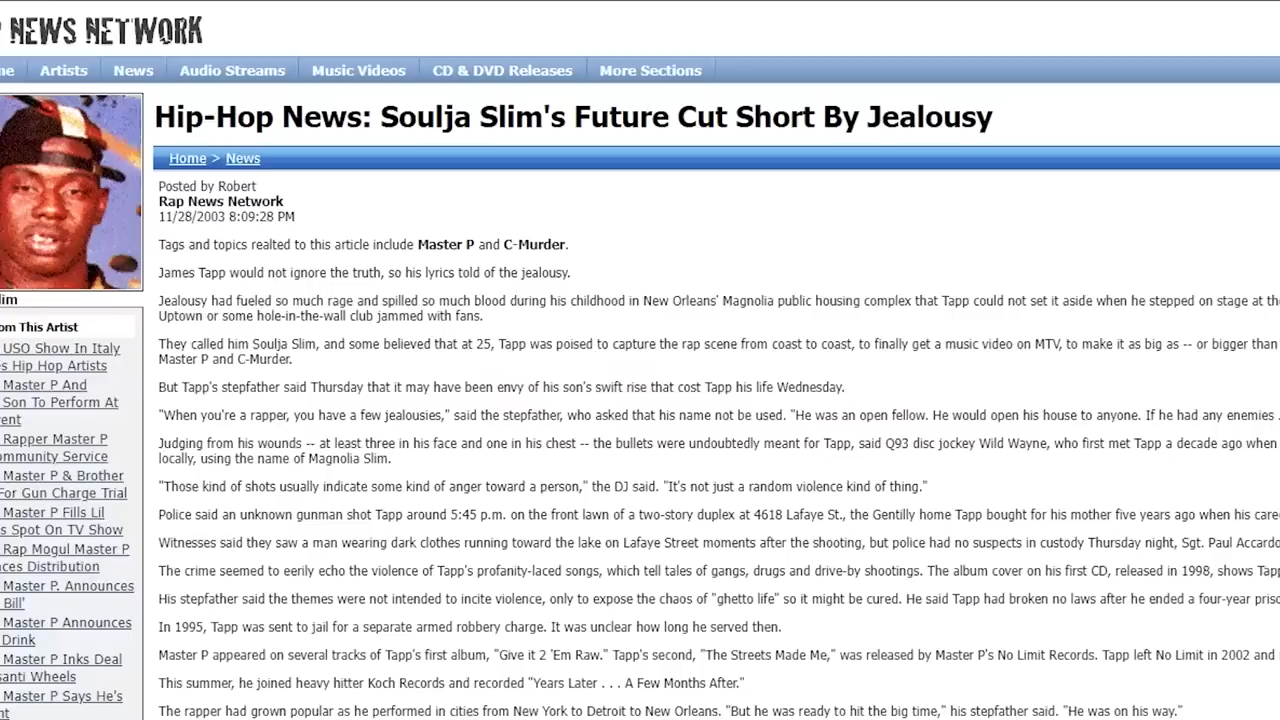 NEWS NETWORK
me Artists News Audio Streams Music Videos CD & DVD Releases More Sections
Hip-Hop News: Soulja Slim's Future Cut Short By Jealousy
Home > News
Posted by Robert
Rap News Network
11/28/2003 8:09:28 PM
Tags and topics realted to this article include Master P and C-Murder.
James Tapp would not ignore the truth, so his lyrics told of the jealousy.
Jealousy had fueled so much rage and spilled so much blood during his childhood in New Orleans' Magnolia public housing complex that Tapp could not set it aside when he stepped on stage at the
Uptown or some hole-in-the-wall club jammed with fans.
They called him Soulja Slim, and some believed that at 25, Tapp was poised to capture the rap scene from coast to coast, to finally get a music video on MTV, to make it as big as -- or bigger than
Master P and C-Murder.
But Tapp's stepfather said Thursday that it may have been envy of his son's swift rise that cost Tapp his life Wednesday.
"When you're a rapper, you have a few jealousies," said the stepfather, who asked that his name not be used. "He was an open fellow. He would open his house to anyone. If he had any enemies .
Judging from his wounds -- at least three in his face and one in his chest -- the bullets were undoubtedly meant for Tapp, said Q93 disc jockey Wild Wayne, who first met Tapp a decade ago when
locally, using the name of Magnolia Slim.
"Those kind of shots usually indicate some kind of anger toward a person," the DJ said. "It's not just a random violence kind of thing."
Police said an unknown gunman shot Tapp around 5:45 p.m. on the front lawn of a two-story duplex at 4618 Lafaye St., the Gentilly home Tapp bought for his mother five years ago when his care
Witnesses said they saw a man wearing dark clothes running toward the lake on Lafaye Street moments after the shooting, but police had no suspects in custody Thursday night, Sgt. Paul Accardo
The crime seemed to eerily echo the violence of Tapp's profanity-laced songs, which tell tales of gangs, drugs and drive-by shootings. The album cover on his first CD, released in 1998, shows Tapp
His stepfather said the themes were not intended to incite violence, only to expose the chaos of "ghetto life" so it might be cured. He said Tapp had broken no laws after he ended a four-year priso
In 1995, Tapp was sent to jail for a separate armed robbery charge. It was unclear how long he served then.
Master P appeared on several tracks of Tapp's first album, "Give it 2 'Em Raw." Tapp's second, "The Streets Made Me," was released by Master P's No Limit Records. Tapp left No Limit in 2002 and
This summer, he joined heavy hitter Koch Records and recorded "Years Later . . . A Few Months After."
The rapper had grown popular as he performed in cities from New York to Detroit to New Orleans. "But he was ready to hit the big time," his stepfather said. "He was on his way."
lim
om This Artist
USO Show In Italy
es Hip Hop Artists
Master P And
Son To Perform At
ent
Rapper Master P
ommunity Service
Master P & Brother
For Gun Charge Trial
Master P Fills Lil
s Spot On TV Show
Rap Mogul Master P
ces Distribution
Master P. Announces
Bill'
Master P Announces
Drink
Master P Inks Deal
santi Wheels
Master P Says He's
nt